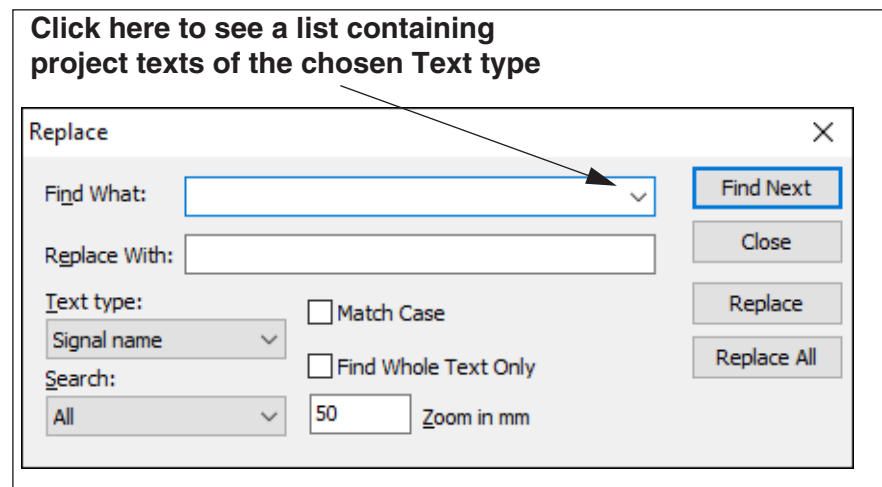 Click here to see a list containing
project texts of the chosen Text type
Replace
Find What:
Find Next
Replace With:
Close
Text type:
Match Case
Replace
Signal name
Search:
Find Whole Text Only
Replace All
All
50 Zoom in mm